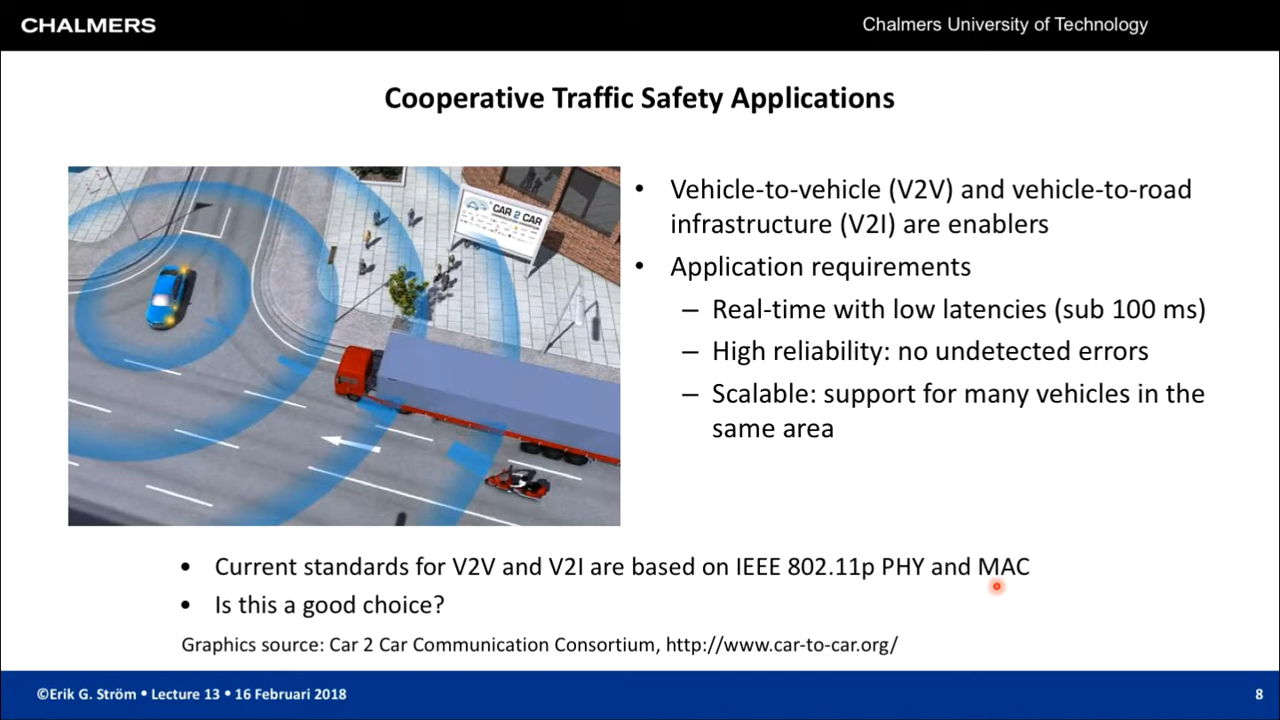 CHALMERS
Chalmers University of Technology
Cooperative Traffic Safety Applications
CAR 2 CAR
• Vehicle-to-vehicle (V2V) and vehicle-to-road
infrastructure (V2I) are enablers
• Application requirements
– Real-time with low latencies (sub 100 ms)
– High reliability: no undetected errors
– Scalable: support for many vehicles in the
same area
• Current standards for V2V and V2I are based on IEEE 802.11p PHY and MAC
• Is this a good choice?
Graphics source: Car 2 Car Communication Consortium, http://www.car-to-car.org/
©Erik G. Ström • Lecture 13 • 16 Februari 2018
8